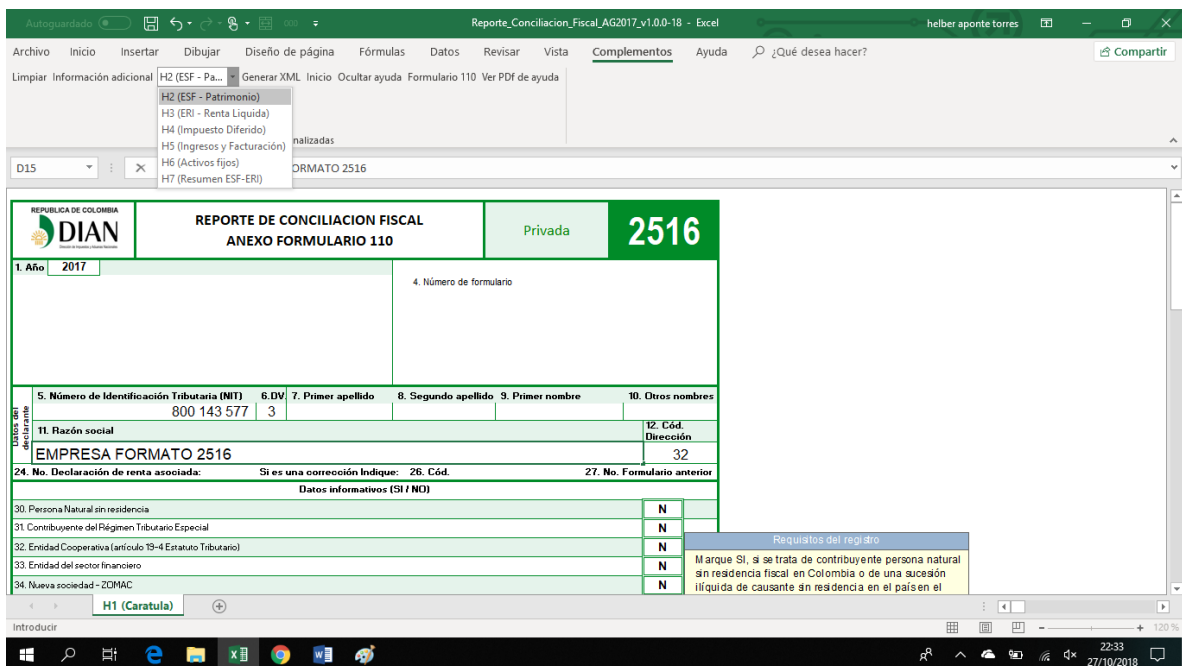 Autoguardado
Reporte_Conciliacion_Fiscal_AG2017_v1.0.0-18 - Excel
helber aponte torres
Archivo Inicio Insertar Dibujar Diseño de página Fórmulas Datos Revisar Vista Complementos Ayuda ¿Qué desea hacer? Compartir
Limpiar Información adicional H2 (ESF - Pa... Generar XML Inicio Ocultar ayuda Formulario 110 Ver PDf de ayuda
H2 (ESF - Patrimonio)
H3 (ERI - Renta Liquida)
H4 (Impuesto Diferido)
H5 (Ingresos y Facturación)
H6 (Activos fijos)
H7 (Resumen ESF-ERI)
nalizadas
D15
ORMATO 2516
REPUBLICA DE COLOMBIA
DIAN
REPORTE DE CONCILIACION FISCAL
ANEXO FORMULARIO 110
Privada
2516
1. Año 2017
4. Número de formulario
Datos del declarante
5. Número de Identificación Tributaria (NIT) 6.DV. 7. Primer apellido 8. Segundo apellido 9. Primer nombre 10. Otros nombres
800 143 577 3
11. Razón social
12. Cód. Dirección
EMPRESA FORMATO 2516
32
24. No. Declaración de renta asociada: Si es una corrección Indique: 26. Cód. 27. No. Formulario anterior
Datos informativos (SI / NO)
30. Persona Natural sin residencia N
31. Contribuyente del Régimen Tributario Especial N
32. Entidad Cooperativa (artículo 19-4 Estatuto Tributario) N
33. Entidad del sector financiero N
34. Nueva sociedad - ZOMAC N
Requisitos del registro
Marque SI, si se trata de contribuyente persona natural
sin residencia fiscal en Colombia o de una sucesión
ilíquida de causante sin residencia en el país en el
H1 (Caratula)
Introducir
120 %
22:33
27/10/2018